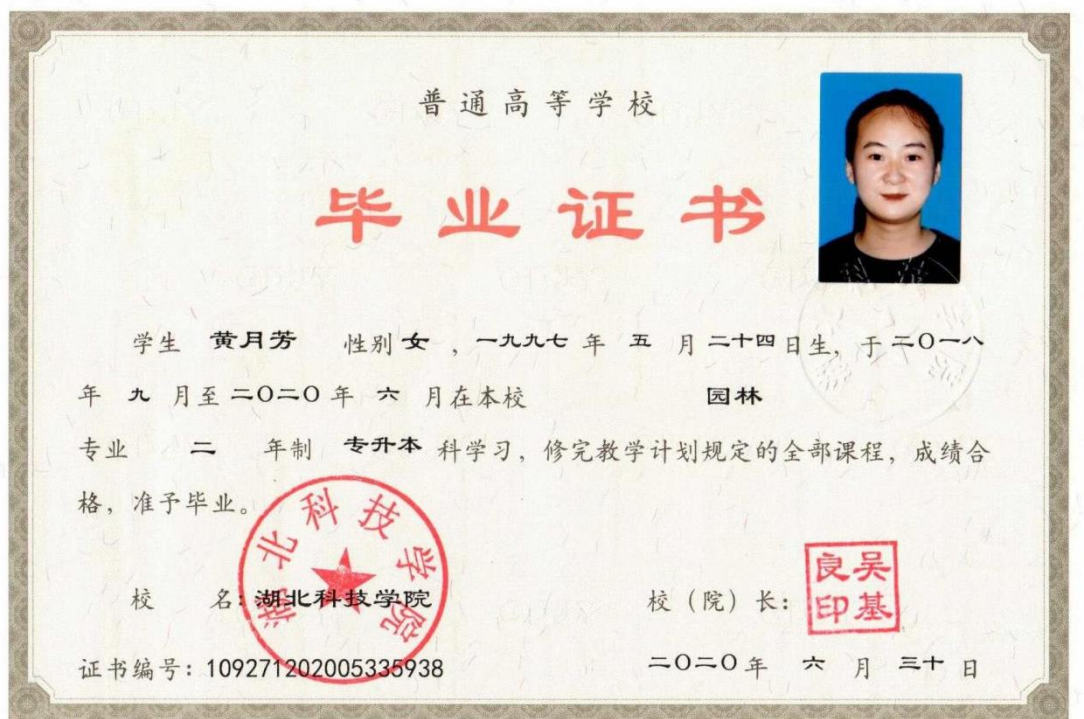 普通高等学校
毕业证书
学生 黄月芳 性别 女 ，一九九七 年 五 月 二十四 日生，于 二〇一八
年 九 月至 二〇二〇 年 六 月在本校 园林
专业 二 年制 专升本 科学习，修完教学计划规定的全部课程，成绩合
格，准予毕业。
湖北科技学院
校 名：湖北科技学院
校（院）长：
吴基良印
证书编号：109271202005335938
二〇二〇 年 六 月 三十 日